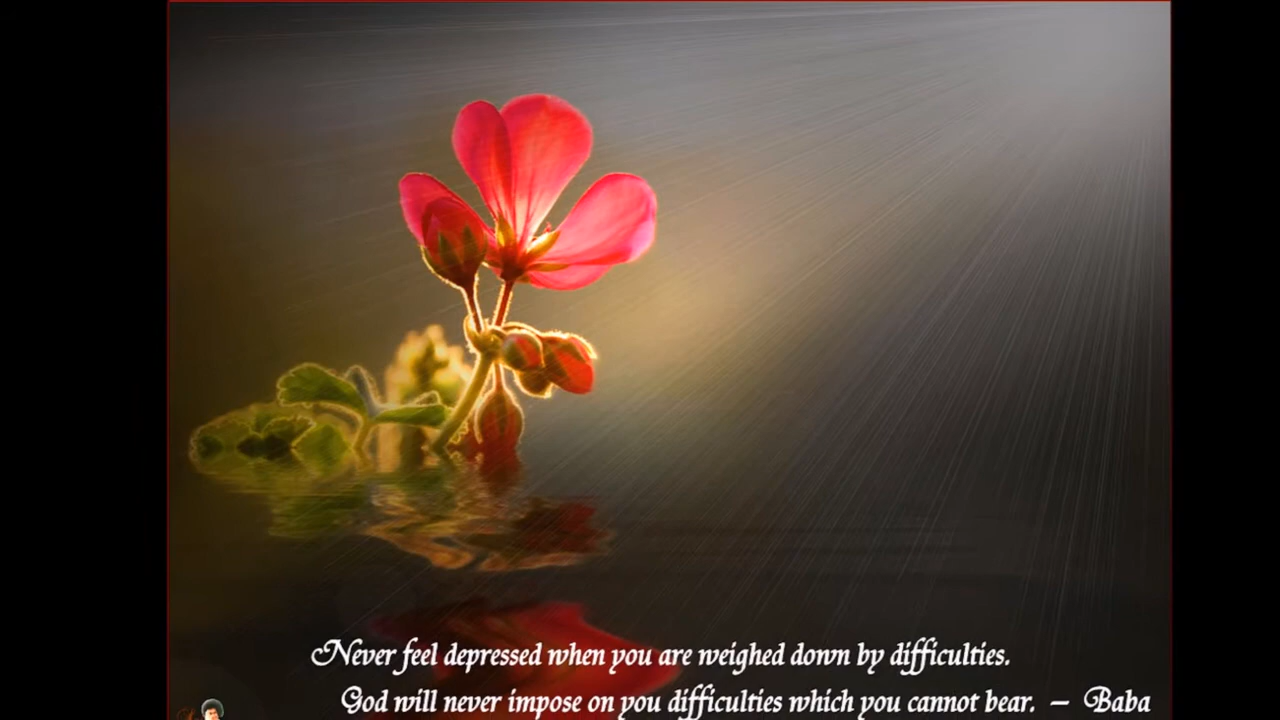 Never feel depressed when you are weighed down by difficulties.
God will never impose on you difficulties which you cannot bear. – Baba